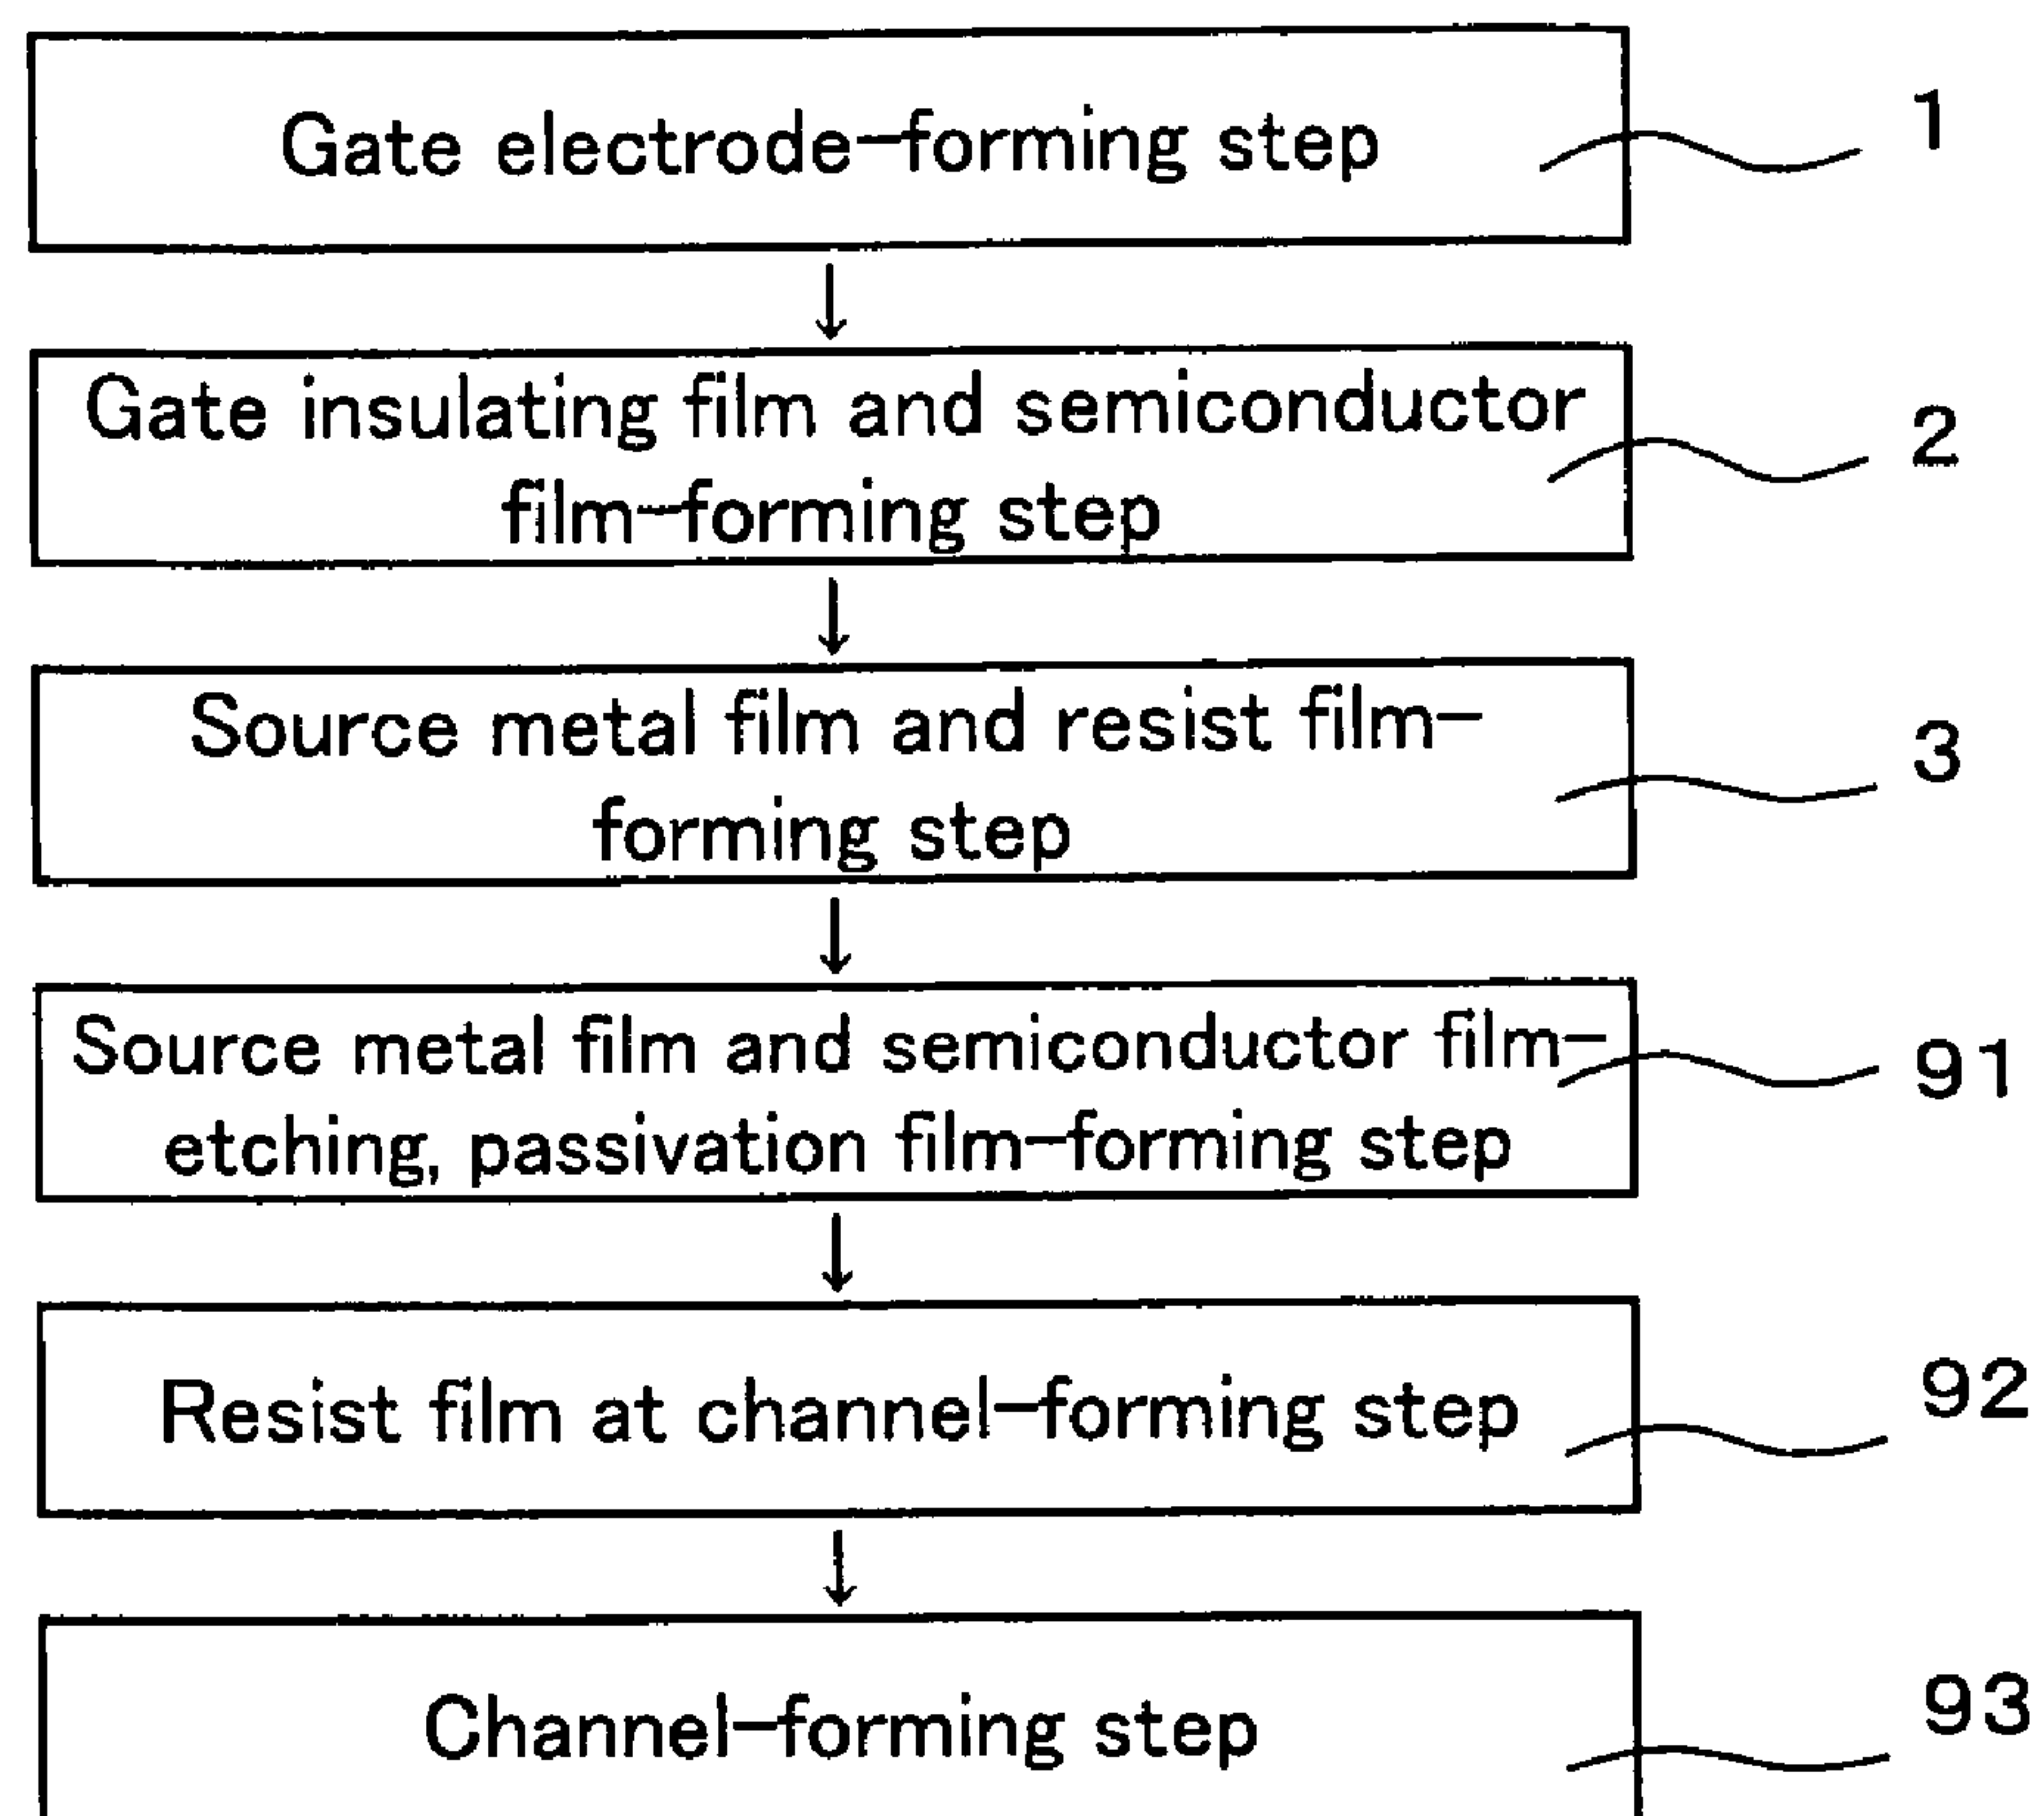 Gate electrode-forming step
1
Gate insulating film and semiconductor
film-forming step
2
Source metal film and resist film-
forming step
3
Source metal film and semiconductor film-
etching, passivation film-forming step
91
Resist film at channel-forming step
92
Channel-forming step
93